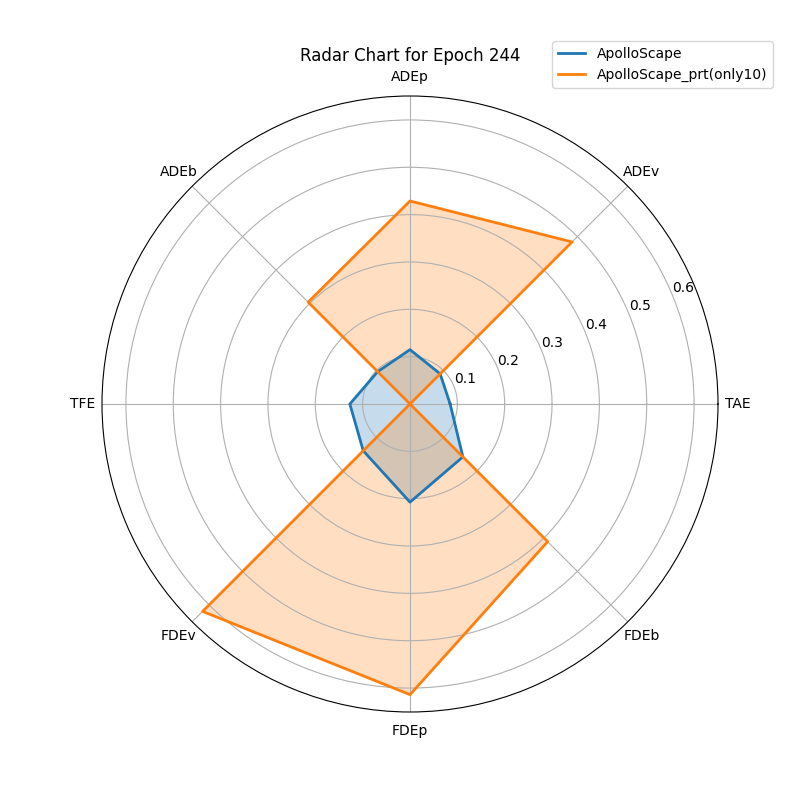 Radar Chart for Epoch 244
ApolloScape
ApolloScape_prt(only10)
ADEp
ADEb
ADEv
0.6
0.5
0.4
0.3
0.2
0.1
TFE
TAE
FDEv
FDEb
FDEp